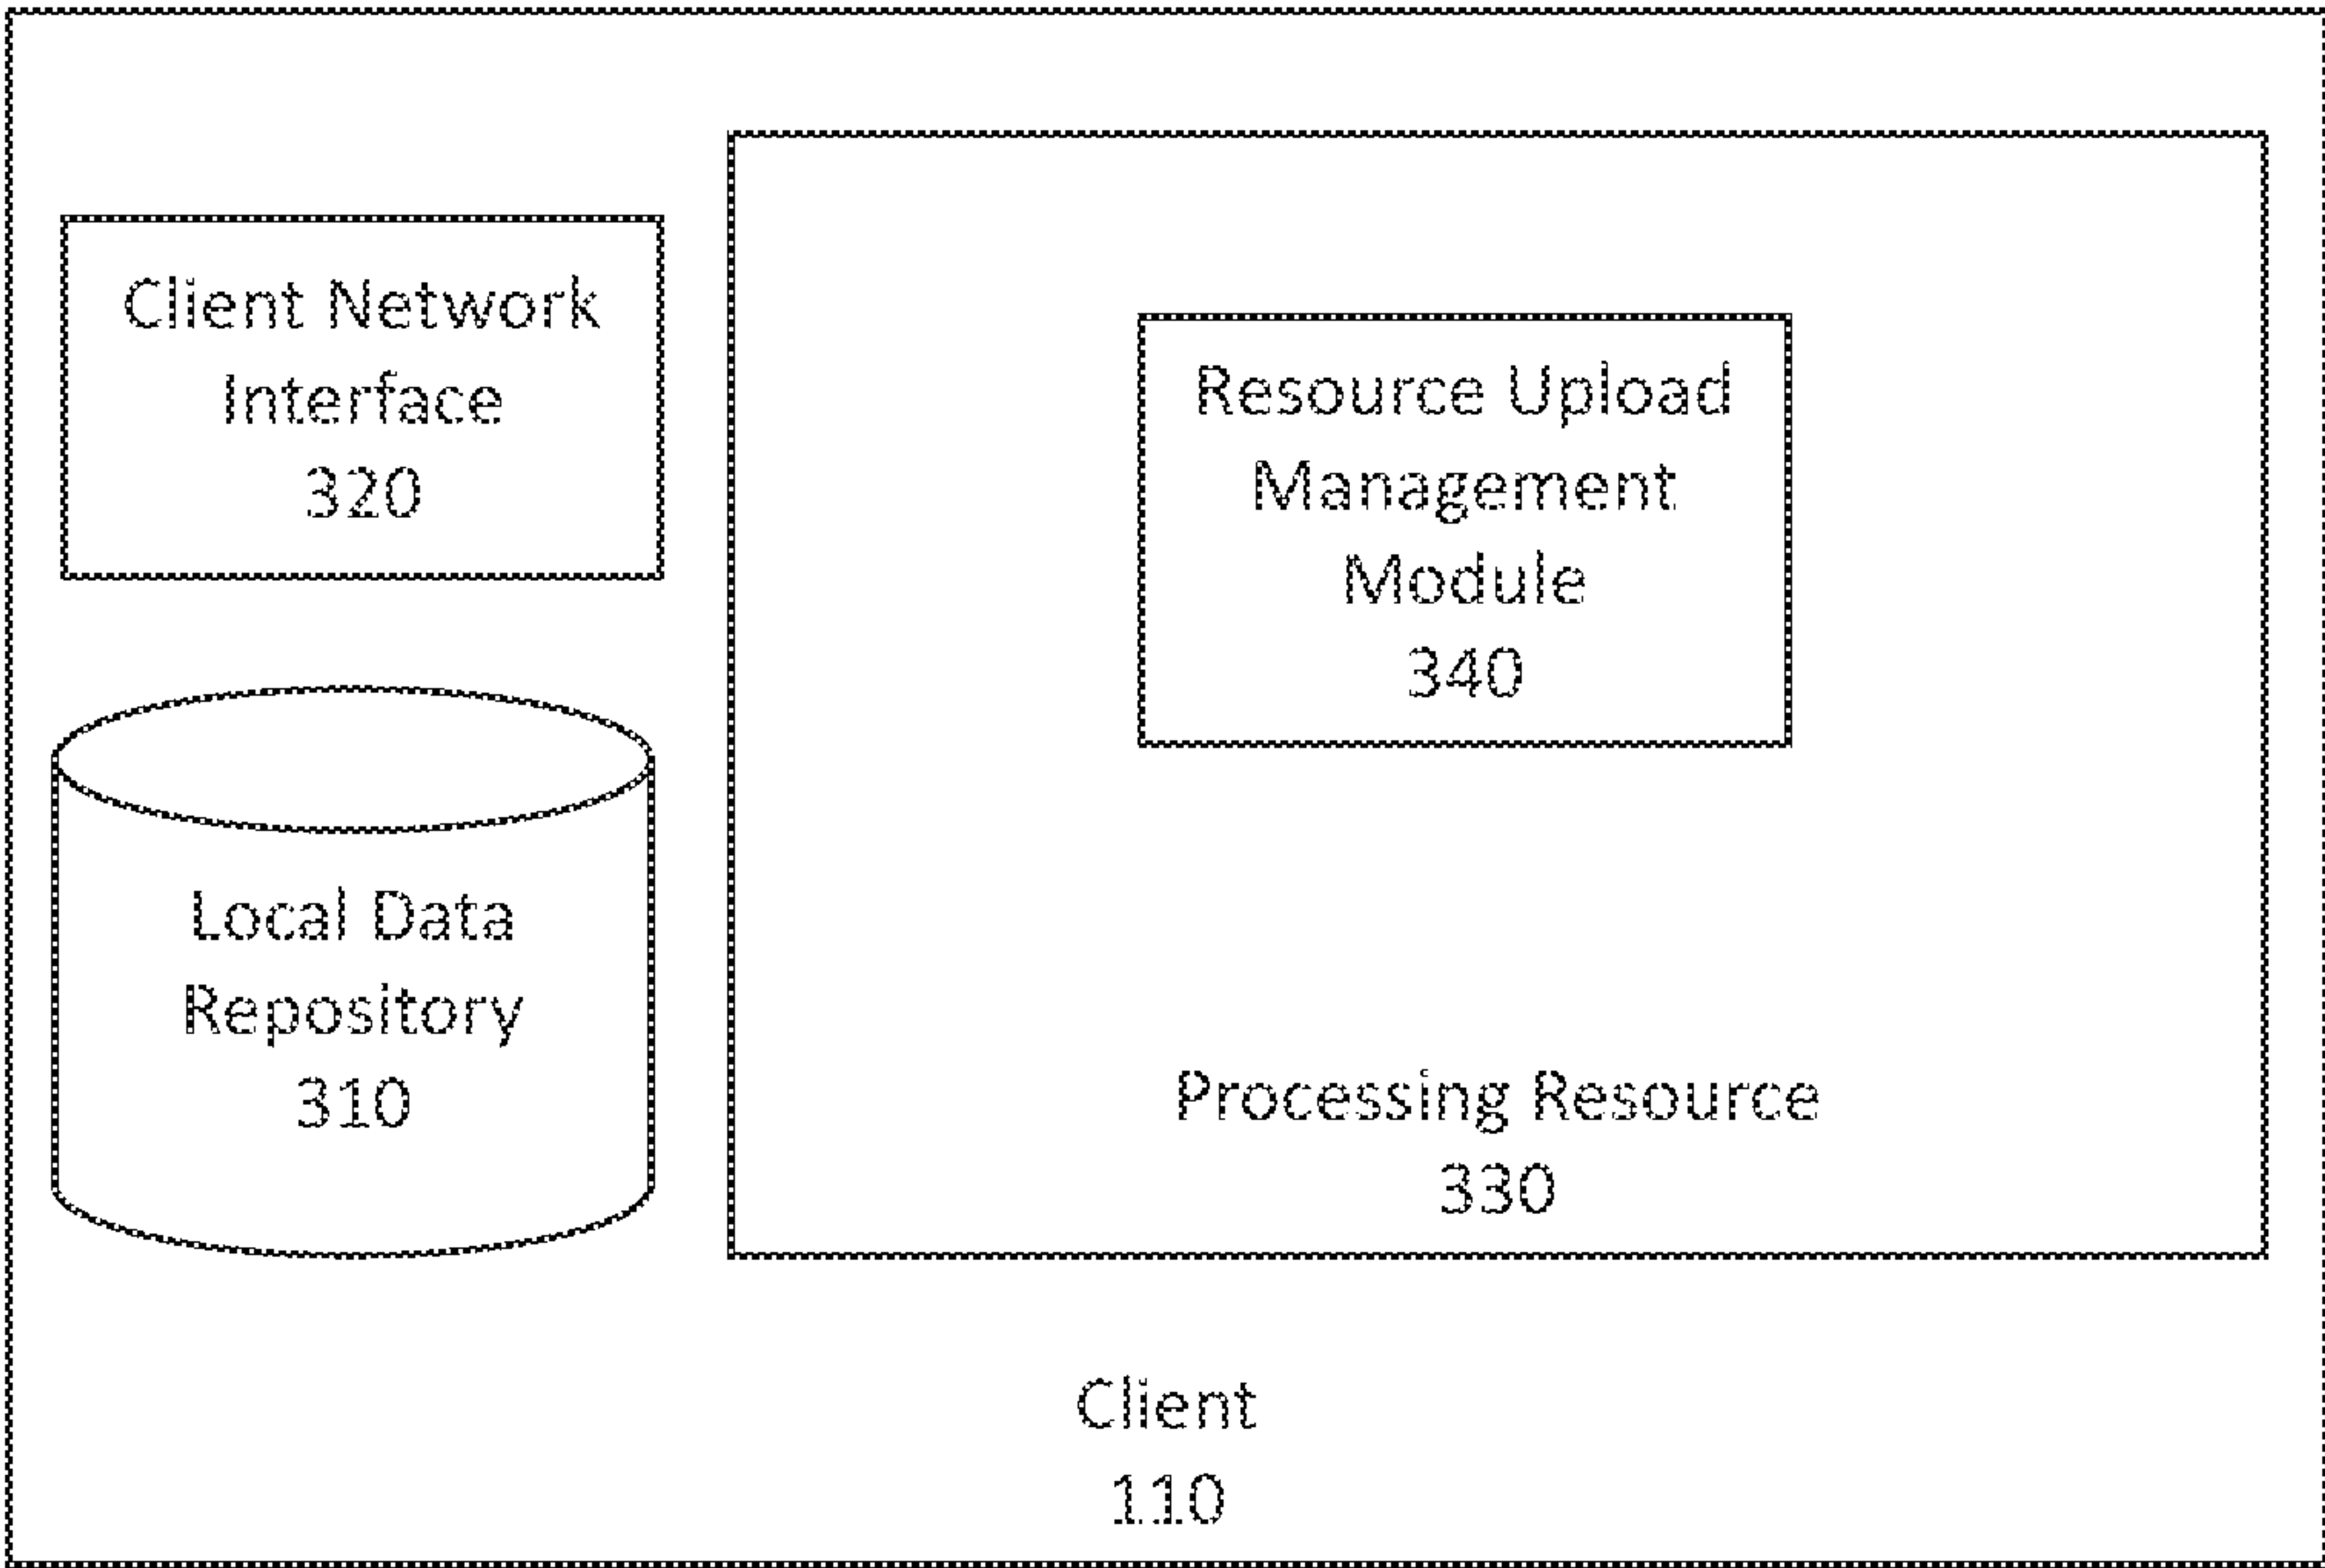 Client Network
Interface
320
Resource Upload
Management
Module
340
Local Data
Repository
310
Processing Resource
330
Client
110